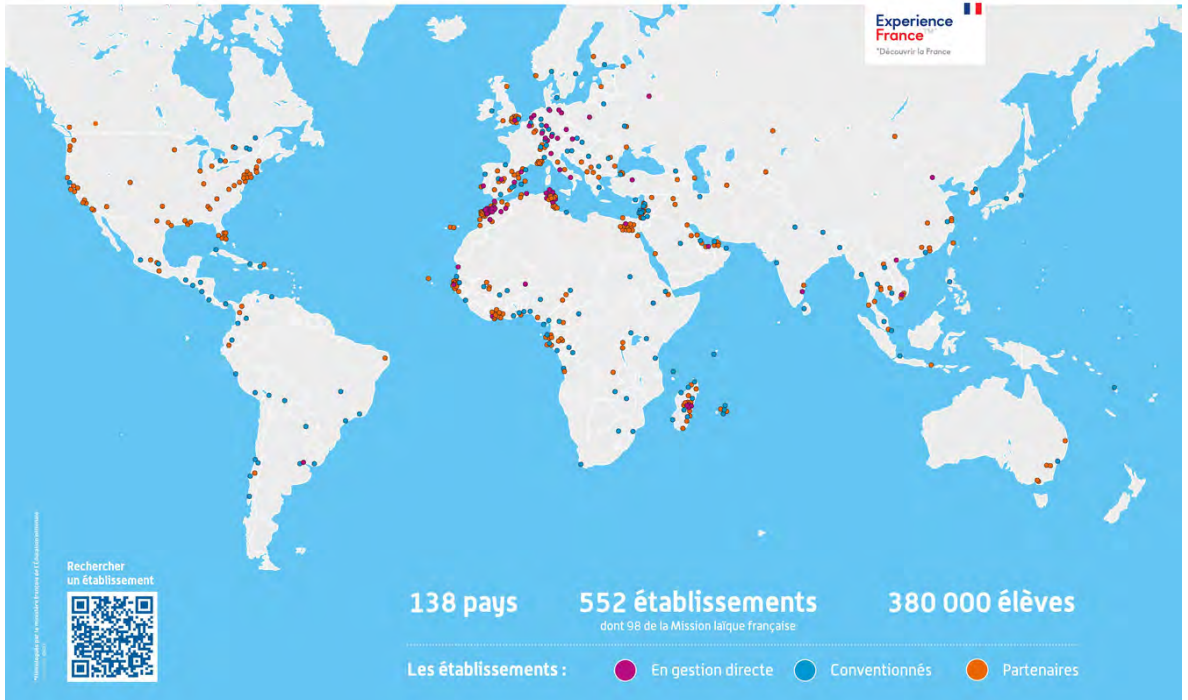 Experience
France
*Découvrir la France
Rechercher
un établissement
138 pays
552 établissements
dont 98 de la Mission laïque française
380 000 élèves
Les établissements :
En gestion directe
Conventionnés
Partenaires